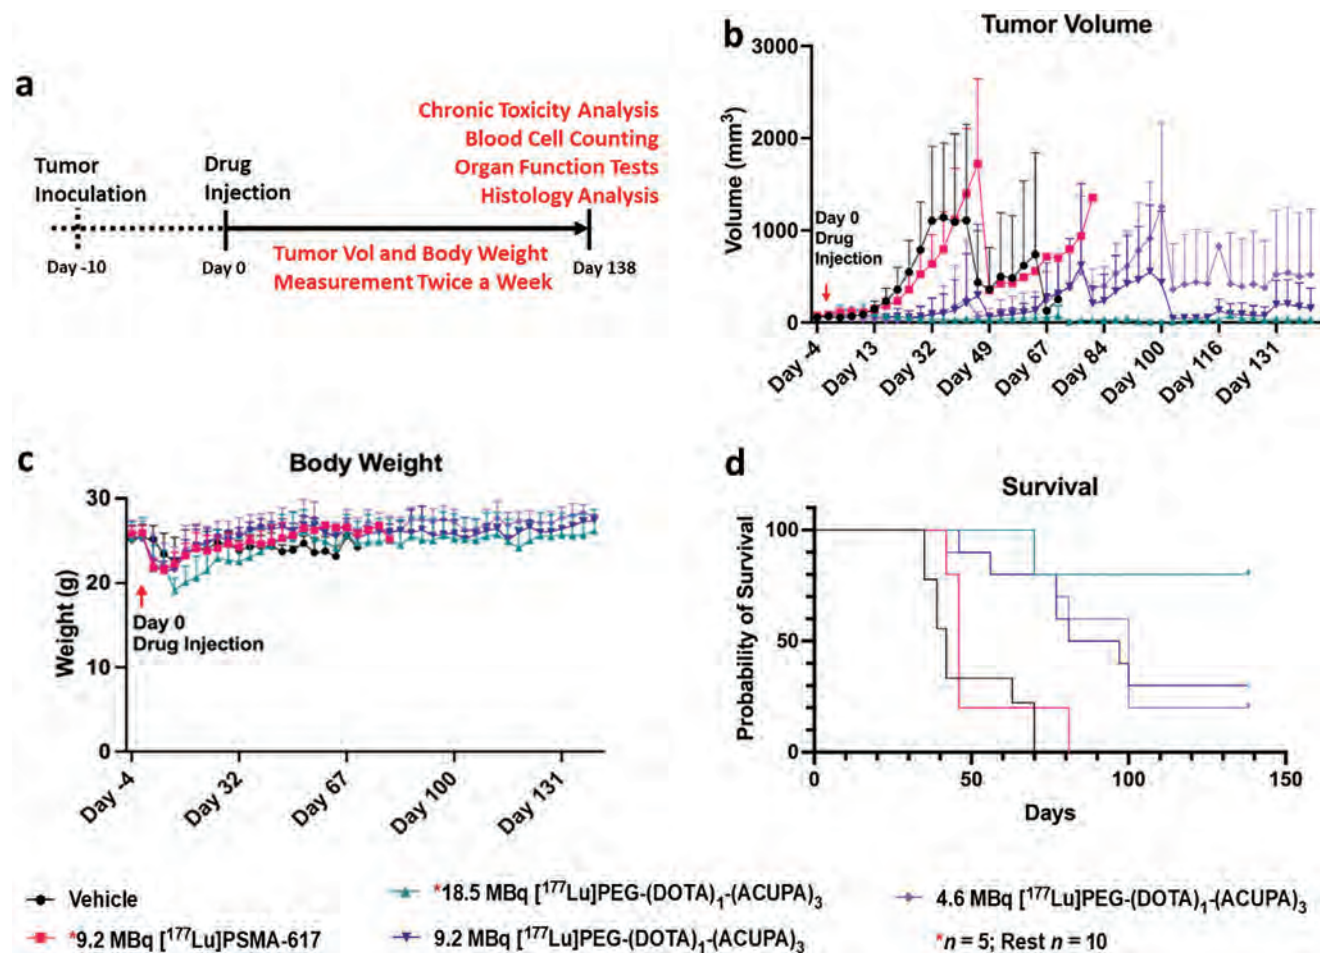 a
Chronic Toxicity Analysis
Blood Cell Counting
Organ Function Tests
Histology Analysis
Tumor
Inoculation
Drug
Injection
Tumor Vol and Body Weight
Measurement Twice a Week
Day -10
Day 0
Day 138
b
Tumor Volume
Volume (mm³)
3000
2000
1000
0
Day 0
Drug
Injection
Day -4
Day 13
Day 32
Day 49
Day 67
Day 84
Day 100
Day 116
Day 131
c
Body Weight
Weight (g)
30
20
10
0
Day 0
Drug Injection
Day -4
Day 32
Day 67
Day 100
Day 131
d
Survival
Probability of Survival
100
50
0
0
50
100
150
Days
Vehicle
*9.2 MBq [¹⁷⁷Lu]PSMA-617
*18.5 MBq [¹⁷⁷Lu]PEG-(DOTA)₁-(ACUPA)₃
9.2 MBq [¹⁷⁷Lu]PEG-(DOTA)₁-(ACUPA)₃
4.6 MBq [¹⁷⁷Lu]PEG-(DOTA)₁-(ACUPA)₃
*n = 5; Rest n = 10